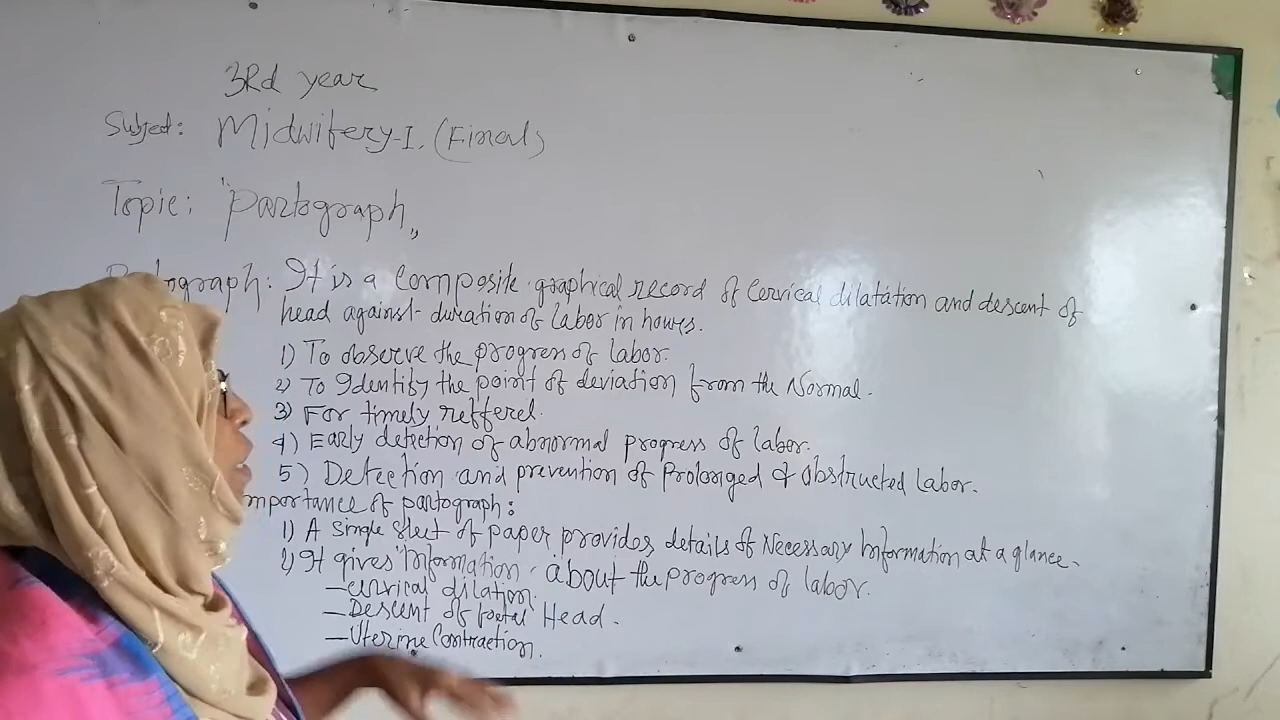 3Rd year
Subject: Midwifery-I. (Final)
Topic: "Partograph"
Partograph: It is a Composite graphical record of Cervical dilatation and descent of
head against duration of labor in hours.
1) To observe the progress of labor.
2) To Identify the point of deviation from the Normal.
3) For timely refferel.
4) Early detection of abnormal progress of labor.
5) Detection and prevention of Prolonged & obstructed Labor.
mportance of partograph:
1) A single sheet of paper provides details of Necessary Information at a glance.
2) It gives Information about the progress of labor.
- cervical dilation.
- Descent of foetal Head.
- Uterine Contraction.